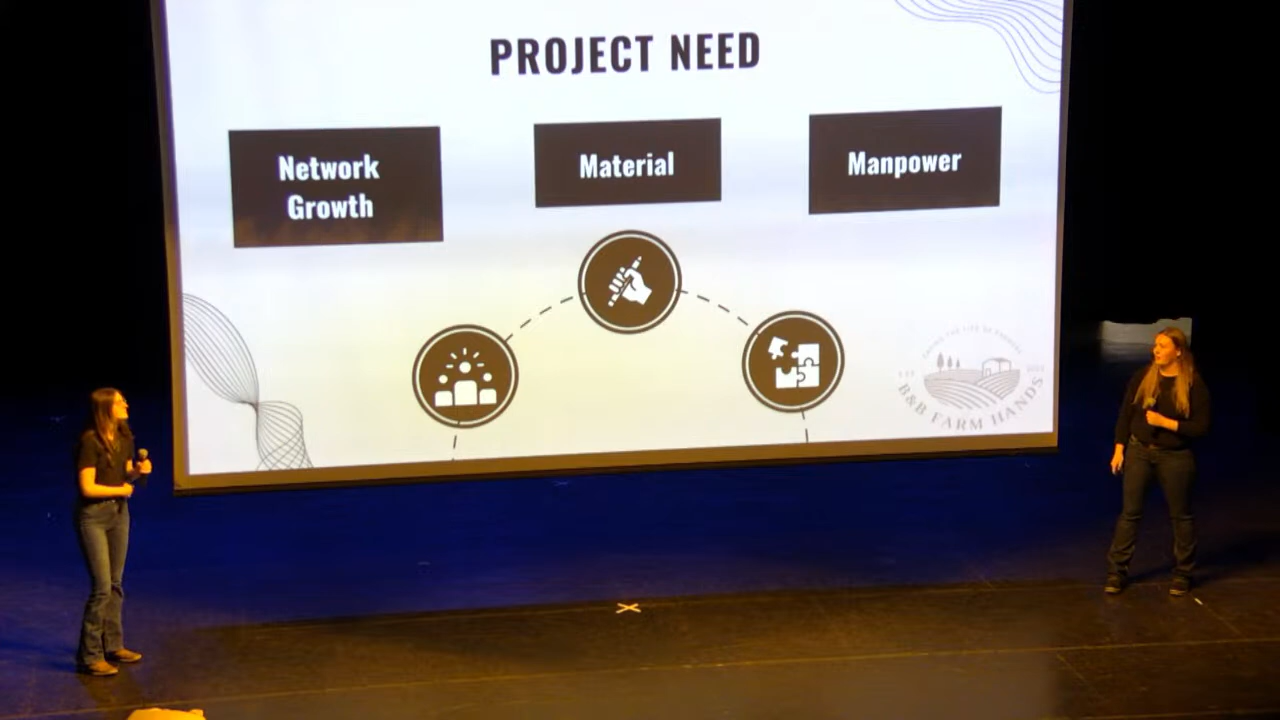 PROJECT NEED
Network
Growth
Material
Manpower
B&B FARM HANDS